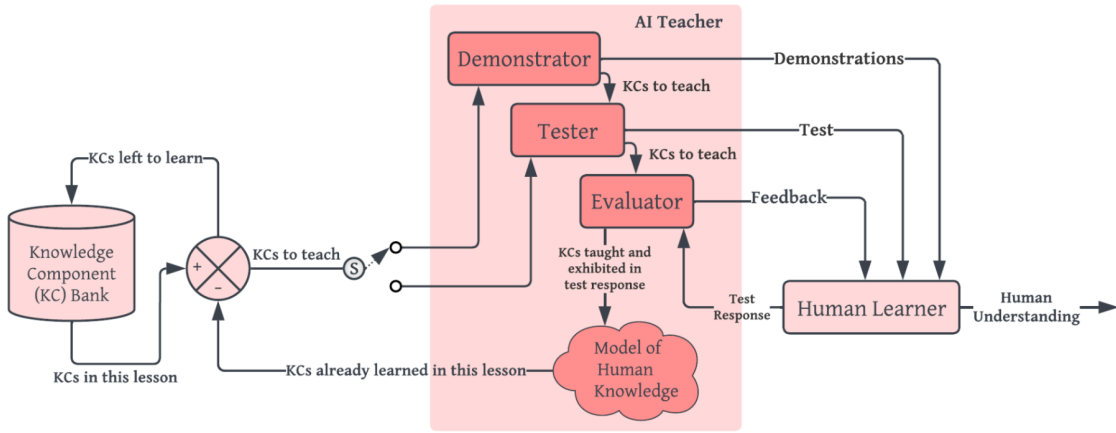 AI Teacher
Demonstrator
Demonstrations
KCs to teach
Tester
Test
KCs to teach
KCs left to learn
Evaluator
Feedback
Knowledge
Component
(KC) Bank
+
-
KCs to teach
S
KCs taught and
exhibited in
test response
Test
Response
Human Learner
Human
Understanding
KCs in this lesson
KCs already learned in this lesson
Model of
Human
Knowledge